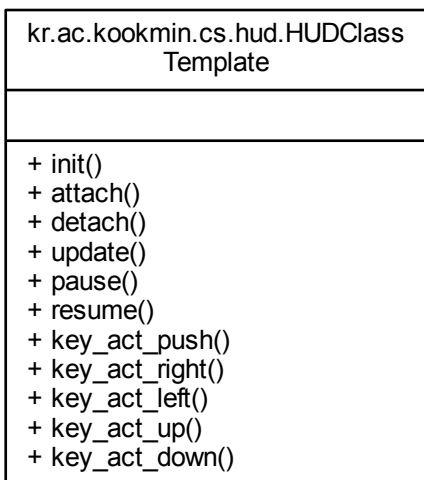 kr.ac.kookmin.cs.hud.HUDClass
Template
+ init()
+ attach()
+ detach()
+ update()
+ pause()
+ resume()
+ key_act_push()
+ key_act_right()
+ key_act_left()
+ key_act_up()
+ key_act_down()